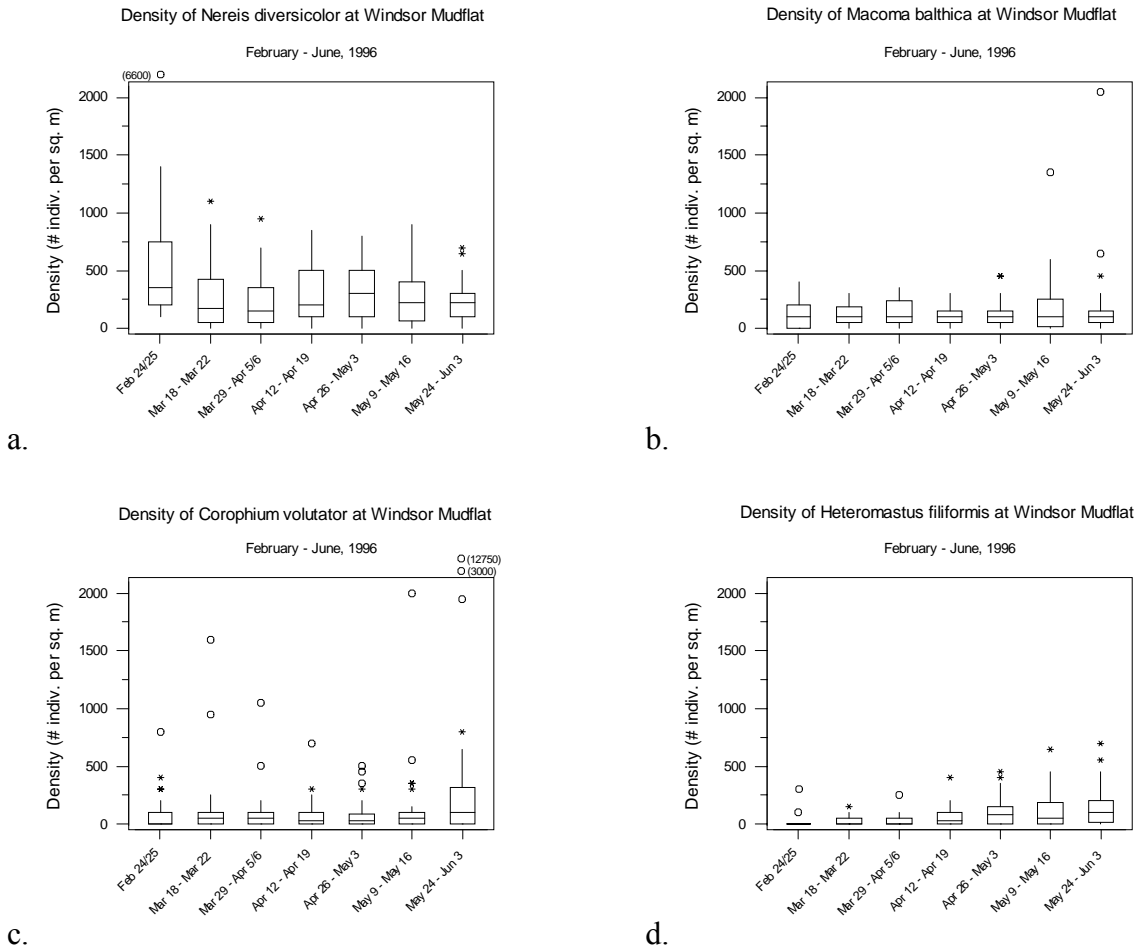 Density of Nereis diversicolor at Windsor Mudflat
February - June, 1996
(6600)
Density (# indiv. per sq. m)
2000
1500
1000
500
0
Feb 24/25
Mar 18 - Mar 22
Mar 29 - Apr 5/6
Apr 12 - Apr 19
Apr 26 - May 3
May 9 - May 16
May 24 - Jun 3
a.
Density of Macoma balthica at Windsor Mudflat
February - June, 1996
Density (# indiv. per sq. m)
2000
1500
1000
500
0
Feb 24/25
Mar 18 - Mar 22
Mar 29 - Apr 5/6
Apr 12 - Apr 19
Apr 26 - May 3
May 9 - May 16
May 24 - Jun 3
b.
Density of Corophium volutator at Windsor Mudflat
February - June, 1996
(12750)
(3000)
Density (# indiv. per sq. m)
2000
1500
1000
500
0
Feb 24/25
Mar 18 - Mar 22
Mar 29 - Apr 5/6
Apr 12 - Apr 19
Apr 26 - May 3
May 9 - May 16
May 24 - Jun 3
c.
Density of Heteromastus filiformis at Windsor Mudflat
February - June, 1996
Density (# indiv. per sq. m)
2000
1500
1000
500
0
Feb 24/25
Mar 18 - Mar 22
Mar 29 - Apr 5/6
Apr 12 - Apr 19
Apr 26 - May 3
May 9 - May 16
May 24 - Jun 3
d.